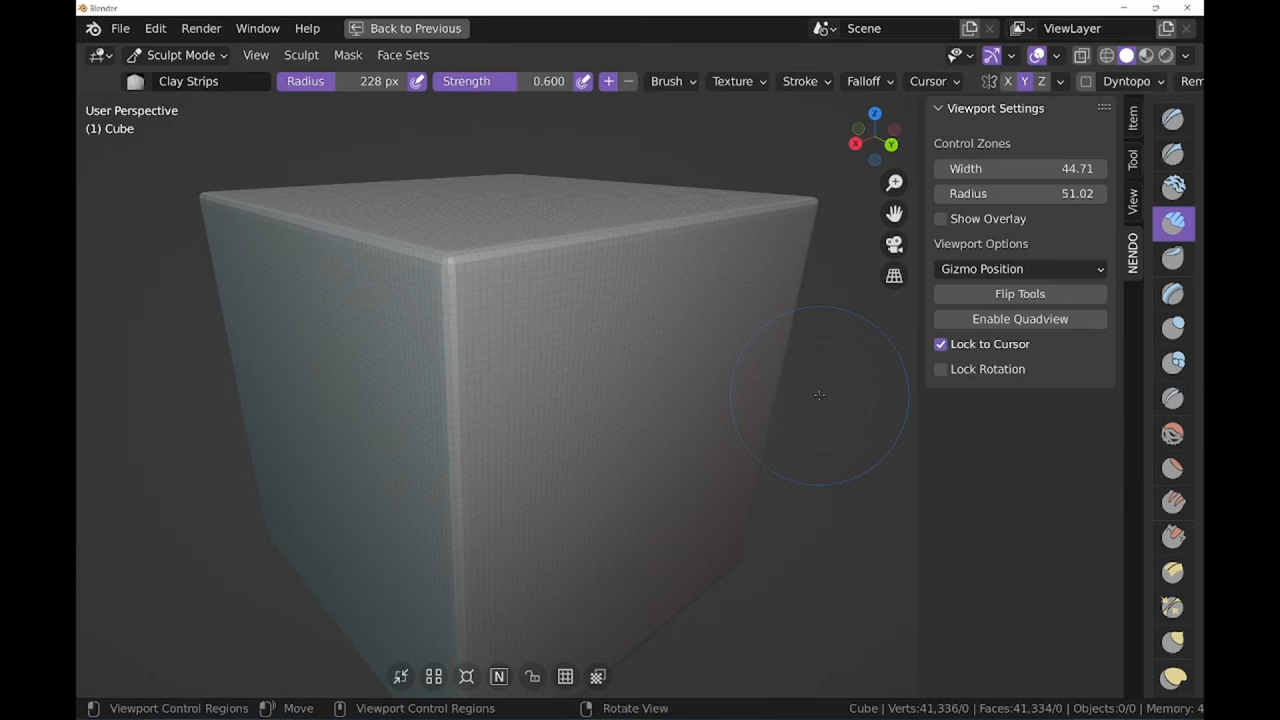 Blender
File Edit Render Window Help Back to Previous Scene ViewLayer
Sculpt Mode View Sculpt Mask Face Sets
Clay Strips Radius 228 px Strength 0.600 Brush Texture Stroke Falloff Cursor X Y Z Dyntopo Rem
User Perspective
(1) Cube
Z
X
Y
Viewport Settings
Control Zones
Width 44.71
Radius 51.02
Show Overlay
Viewport Options
Gizmo Position
Flip Tools
Enable Quadview
Lock to Cursor
Lock Rotation
Item
Tool
View
NENDO
N
Viewport Control Regions Move Viewport Control Regions Rotate View Cube | Verts:41,336/0 | Faces:41,334/0 | Objects:0/0 | Memory: 4